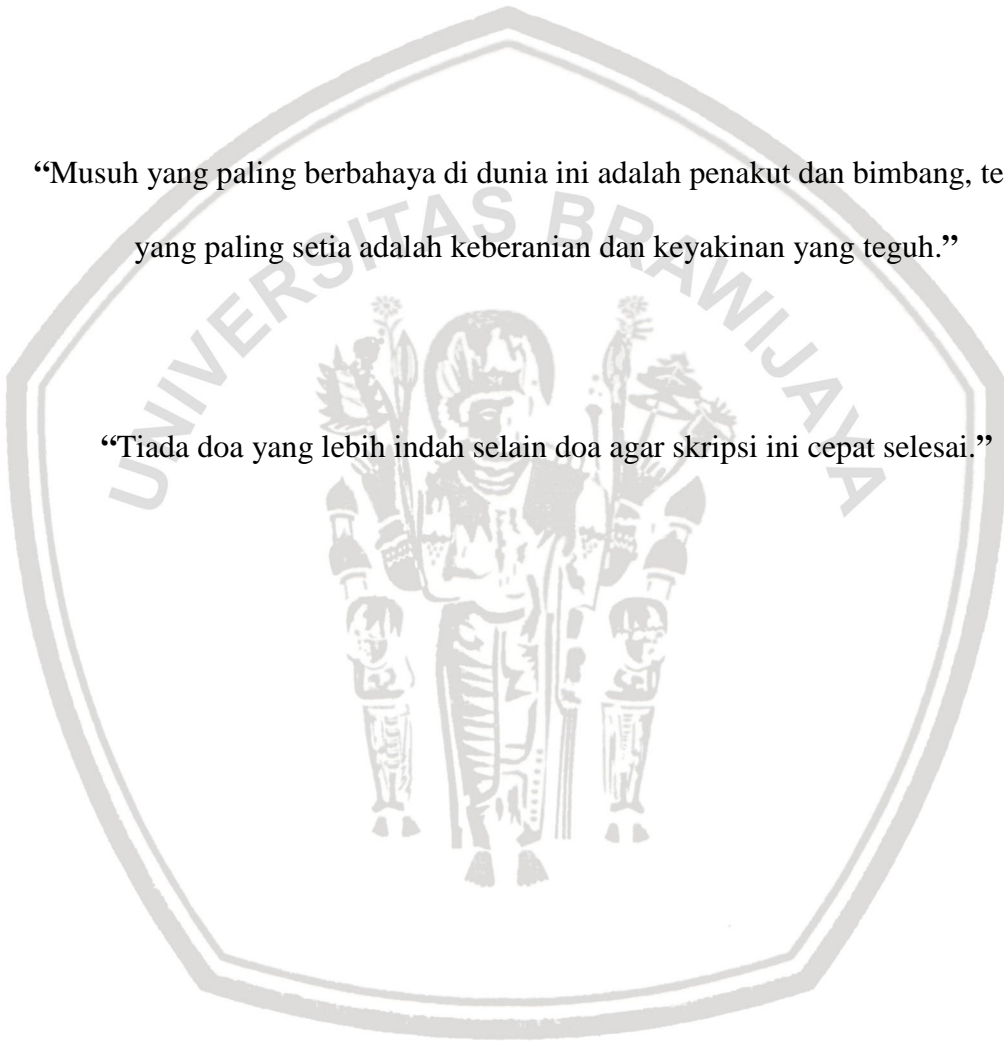 “Musuh yang paling berbahaya di dunia ini adalah penakut dan bimbang, te
yang paling setia adalah keberanian dan keyakinan yang teguh.”
UNIVERSITAS BRAWIJAYA
“Tiada doa yang lebih indah selain doa agar skripsi ini cepat selesai.”